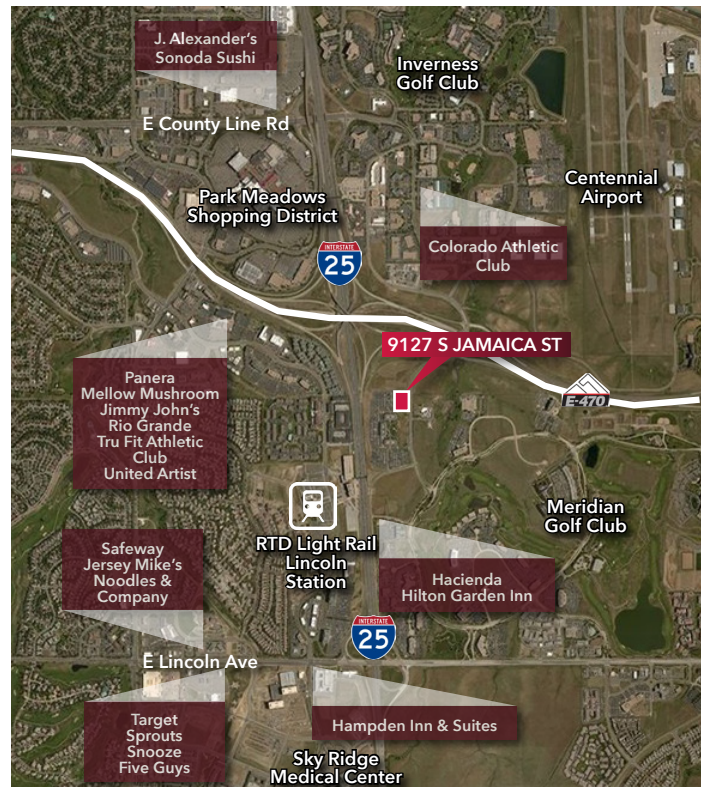 J. Alexander's
Sonoda Sushi
Inverness
Golf Club
E County Line Rd
Park Meadows
Shopping District
Centennial
Airport
Colorado Athletic
Club
INTERSTATE
25
9127 S JAMAICA ST
E-470
Panera
Mellow Mushroom
Jimmy John's
Rio Grande
Tru Fit Athletic
Club
United Artist
Meridian
Golf Club
RTD Light Rail
Lincoln
Station
Safeway
Jersey Mike's
Noodles &
Company
Hacienda
Hilton Garden Inn
INTERSTATE
25
E Lincoln Ave
Target
Sprouts
Snooze
Five Guys
Hampden Inn & Suites
Sky Ridge
Medical Center